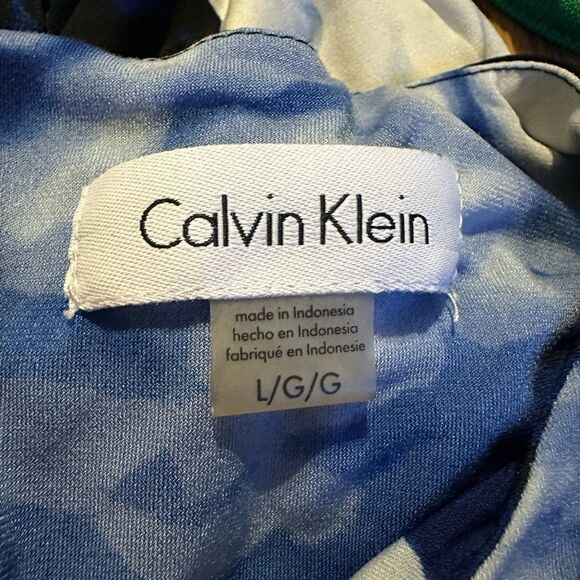 Calvin Klein
made in Indonesia
hecho en Indonesia
fabriqué en Indonesie
L/G/G